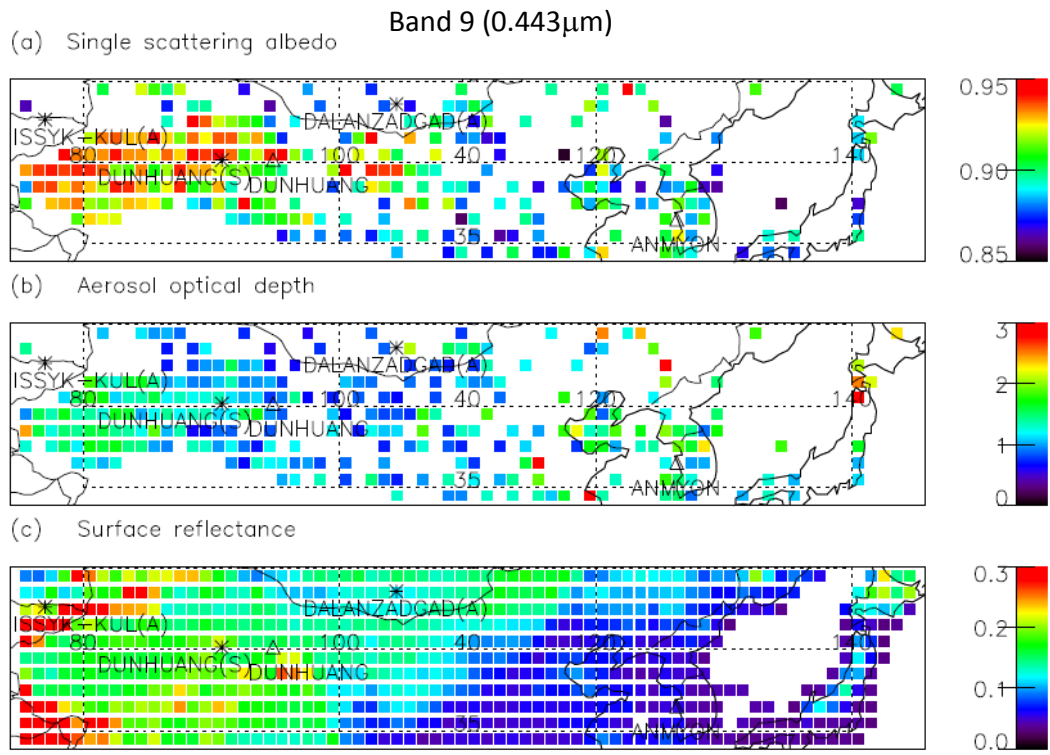 Band 9 (0.443μm)
(a) Single scattering albedo
0.95
DALANZADGAD(A)
ISSYK-KUL(A)
80 100 40 120 14
0.90
DUNHUANG(S) DUNHUANG
35
ANMYON
0.85
(b) Aerosol optical depth
3
DALANZADGAD(A)
2
ISSYK-KUL(A)
80 100 40 120 140
DUNHUANG(S) DUNHUANG
1
35
ANMYON
0
(c) Surface reflectance
0.3
DALANZADGAD(A)
ISSYK-KUL(A)
0.2
80 100 40 120 140
DUNHUANG(S) DUNHUANG
0.1
35
ANMYON
0.0